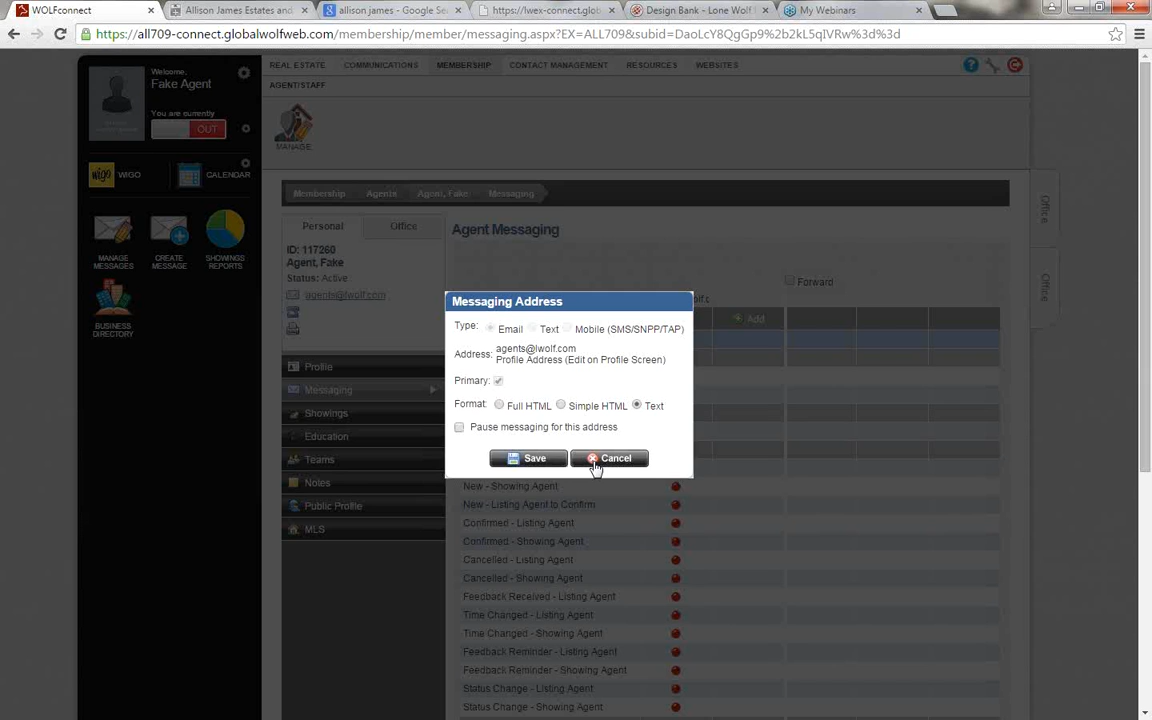 WOLFconnect
Allison James Estates and
allison james - Google Se
https://lwex-connect.globa
Design Bank - Lone Wolf
My Webinars
https://all709-connect.globalwolfweb.com/membership/member/messaging.aspx?EX=ALL709&subid=DaoLcY8QgGp9%2b2kL5qIVRw%3d%3d
Welcome,
Fake Agent
You are currently
OUT
REAL ESTATE
COMMUNICATIONS
MEMBERSHIP
CONTACT MANAGEMENT
RESOURCES
WEBSITES
AGENT/STAFF
MANAGE
wigo WIGO
CALENDAR
MANAGE MESSAGES
CREATE MESSAGE
SHOWINGS REPORTS
BUSINESS DIRECTORY
Membership
Agents
Agent, Fake
Messaging
Office
Office
Personal
Office
ID: 117260
Agent, Fake
Status: Active
agents@lwolf.com
Profile
Messaging
Showings
Education
Teams
Notes
Public Profile
MLS
Agent Messaging
Forward
Add
Messaging Address
Type: Email Text Mobile (SMS/SNPP/TAP)
Address: agents@lwolf.com
Profile Address (Edit on Profile Screen)
Primary:
Format: Full HTML Simple HTML Text
Pause messaging for this address
Save
Cancel
New - Showing Agent
New - Listing Agent to Confirm
Confirmed - Listing Agent
Confirmed - Showing Agent
Cancelled - Listing Agent
Cancelled - Showing Agent
Feedback Received - Listing Agent
Time Changed - Listing Agent
Time Changed - Showing Agent
Feedback Reminder - Listing Agent
Feedback Reminder - Showing Agent
Status Change - Listing Agent
Status Change - Showing Agent